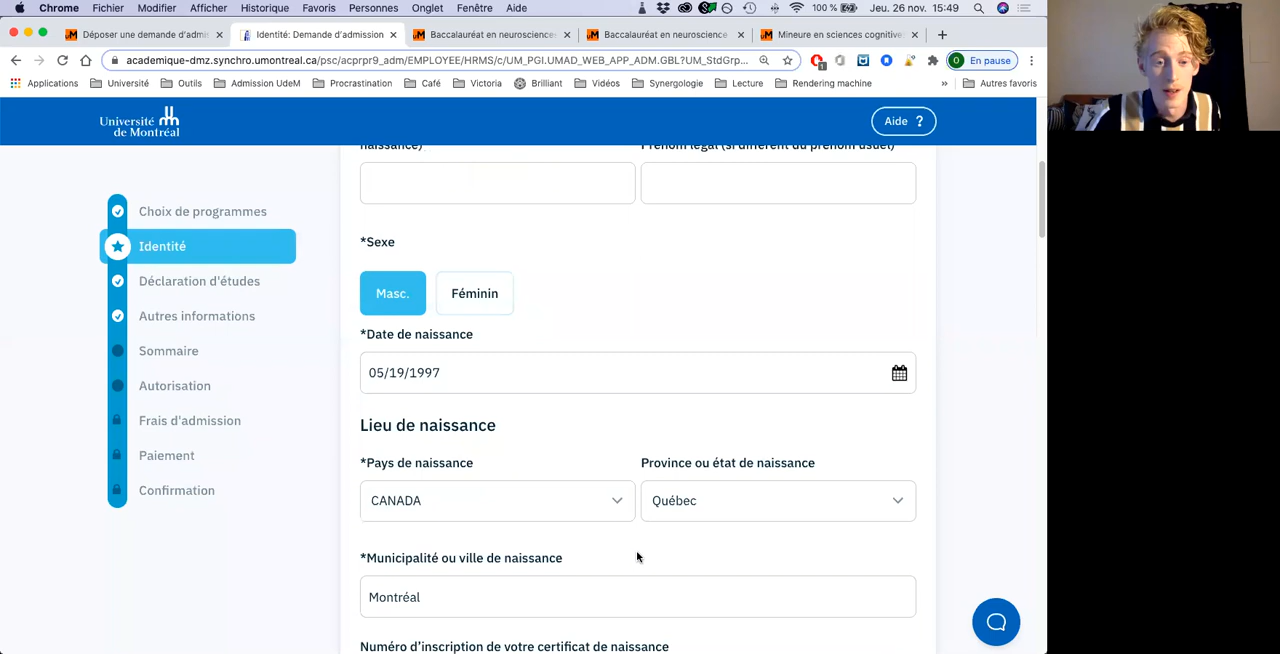 Chrome Fichier Modifier Afficher Historique Favoris Personnes Onglet Fenêtre Aide 100 % Jeu. 26 nov. 15:49
Déposer une demande d'admis Identité: Demande d'admission Baccalauréat en neurosciences Baccalauréat en neuroscience Mineure en sciences cognitives
academique-dmz.synchro.umontreal.ca/psc/acprpr9_adm/EMPLOYEE/HRMS/c/UM_PGI.UMAD_WEB_APP_ADM.GBL?UM_StdGrp... En pause
Applications Université Outils Admission UdeM Procrastination Café Victoria Brilliant Vidéos Synergologie Lecture Rendering machine » Autres favoris
Université de Montréal
Aide ?
naissance) Prénom légal (si différent du prénom usuel)
Choix de programmes
Identité
Déclaration d'études
Autres informations
Sommaire
Autorisation
Frais d'admission
Paiement
Confirmation
*Sexe
Masc. Féminin
*Date de naissance
05/19/1997
Lieu de naissance
*Pays de naissance Province ou état de naissance
CANADA Québec
*Municipalité ou ville de naissance
Montréal
Numéro d'inscription de votre certificat de naissance